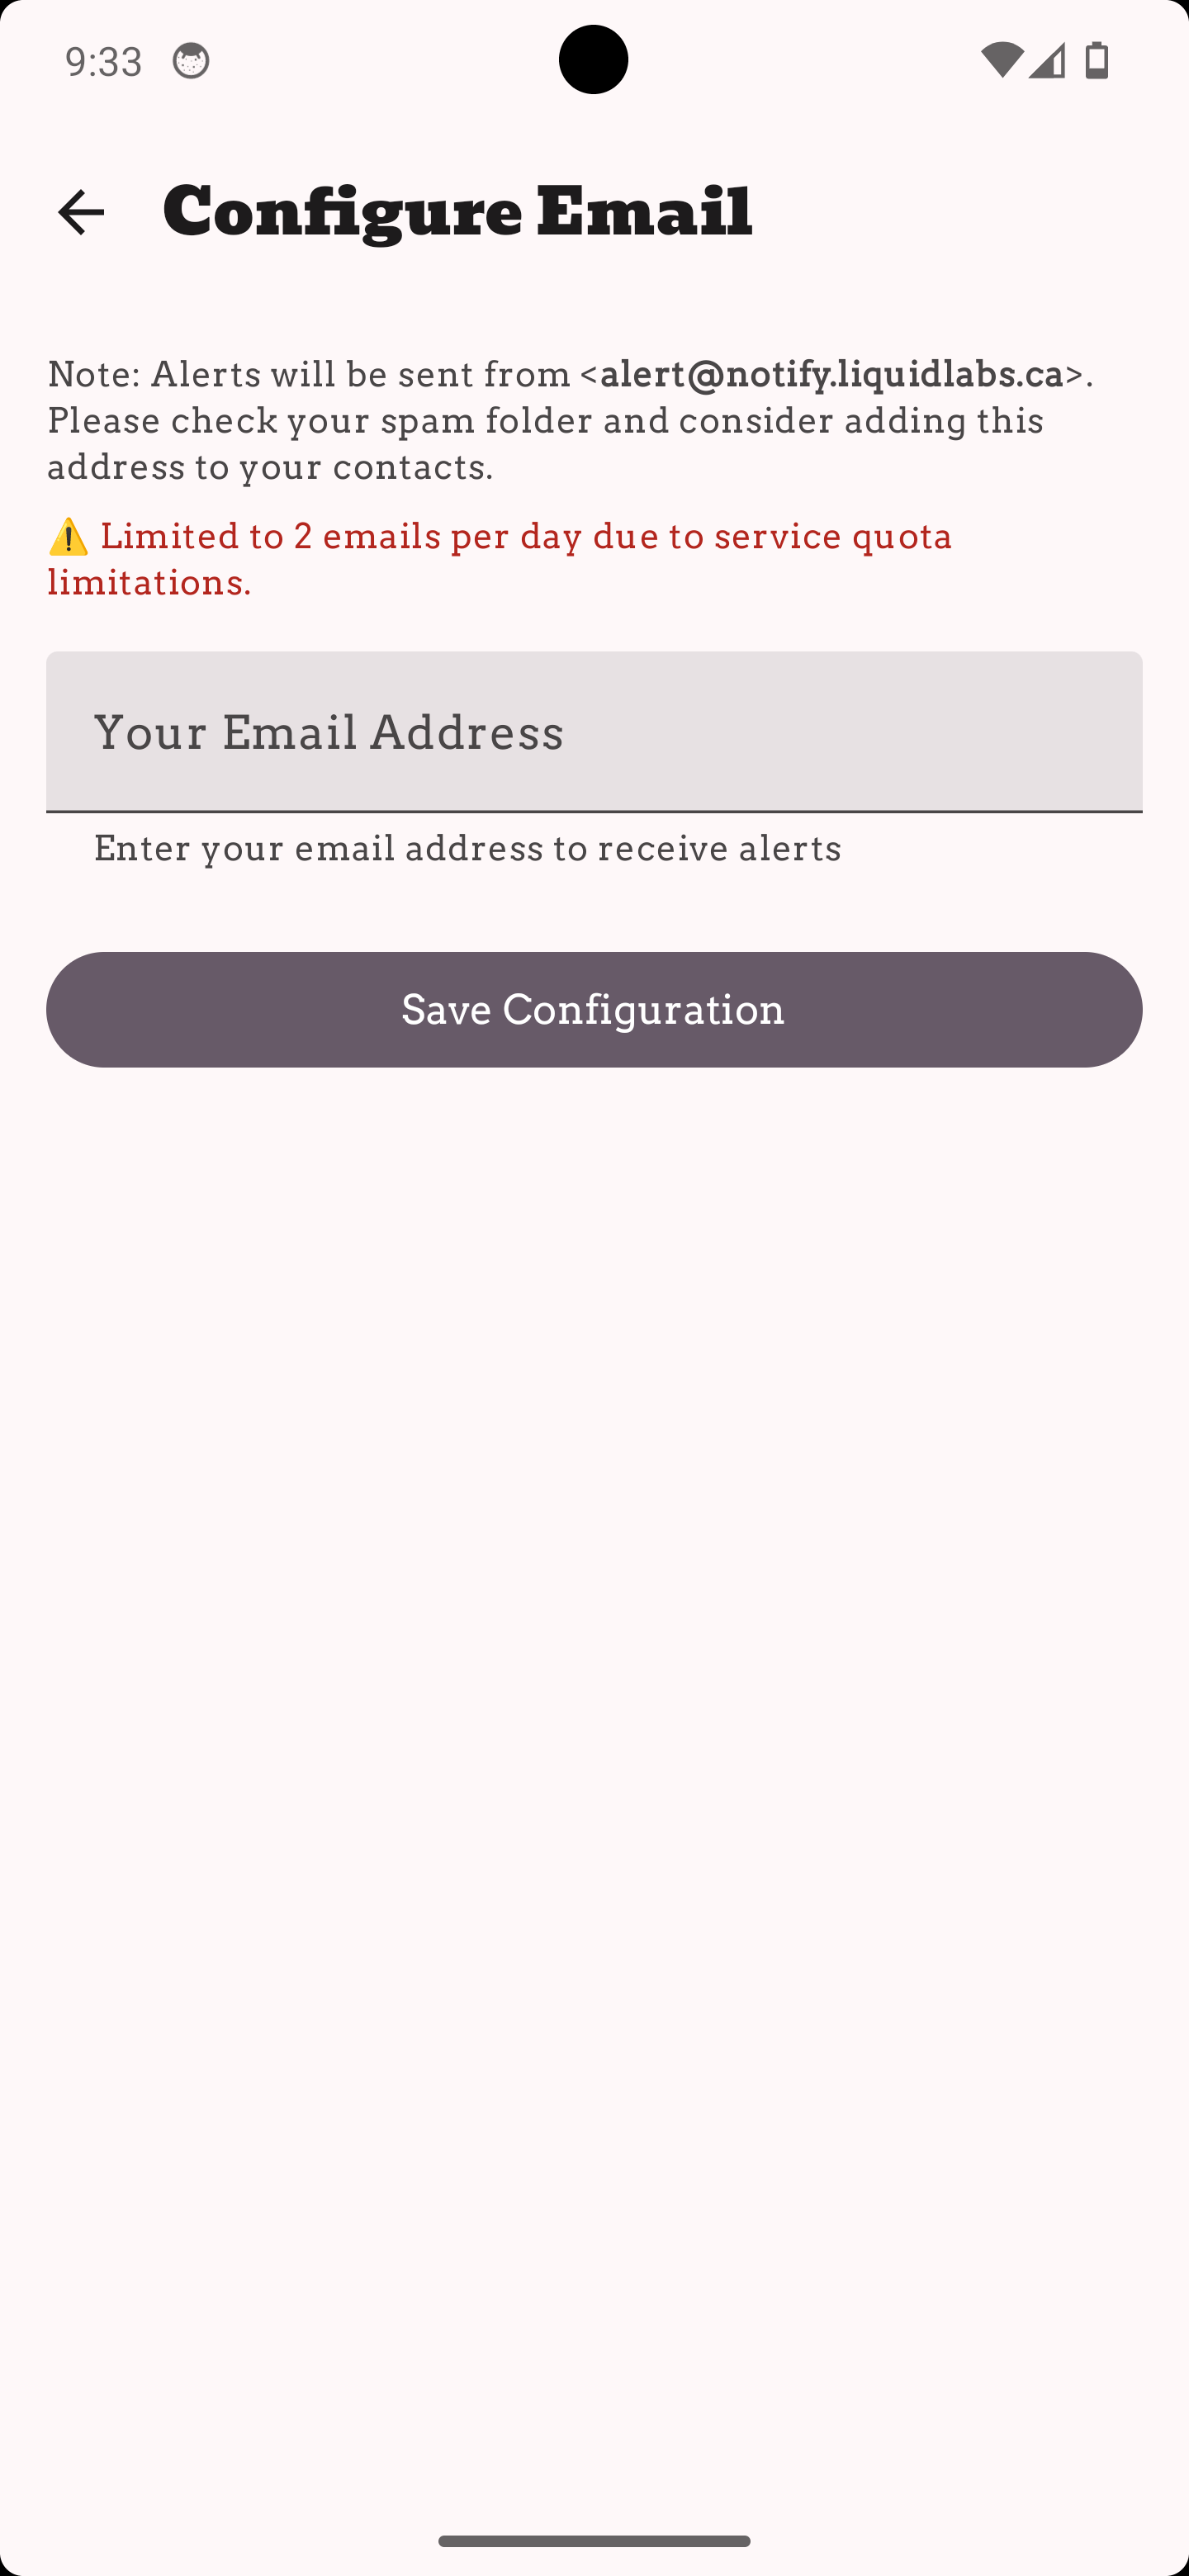 9:33
Configure Email
Note: Alerts will be sent from <alert@notify.liquidlabs.ca>.
Please check your spam folder and consider adding this
address to your contacts.
⚠️ Limited to 2 emails per day due to service quota
limitations.
Your Email Address
Enter your email address to receive alerts
Save Configuration